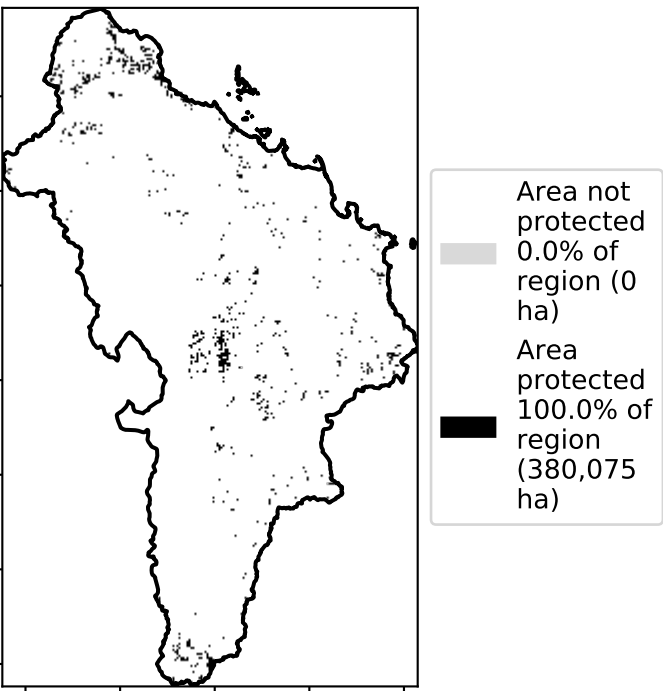 Area not
protected
0.0% of
region (0
ha)
Area
protected
100.0% of
region
(380,075
ha)